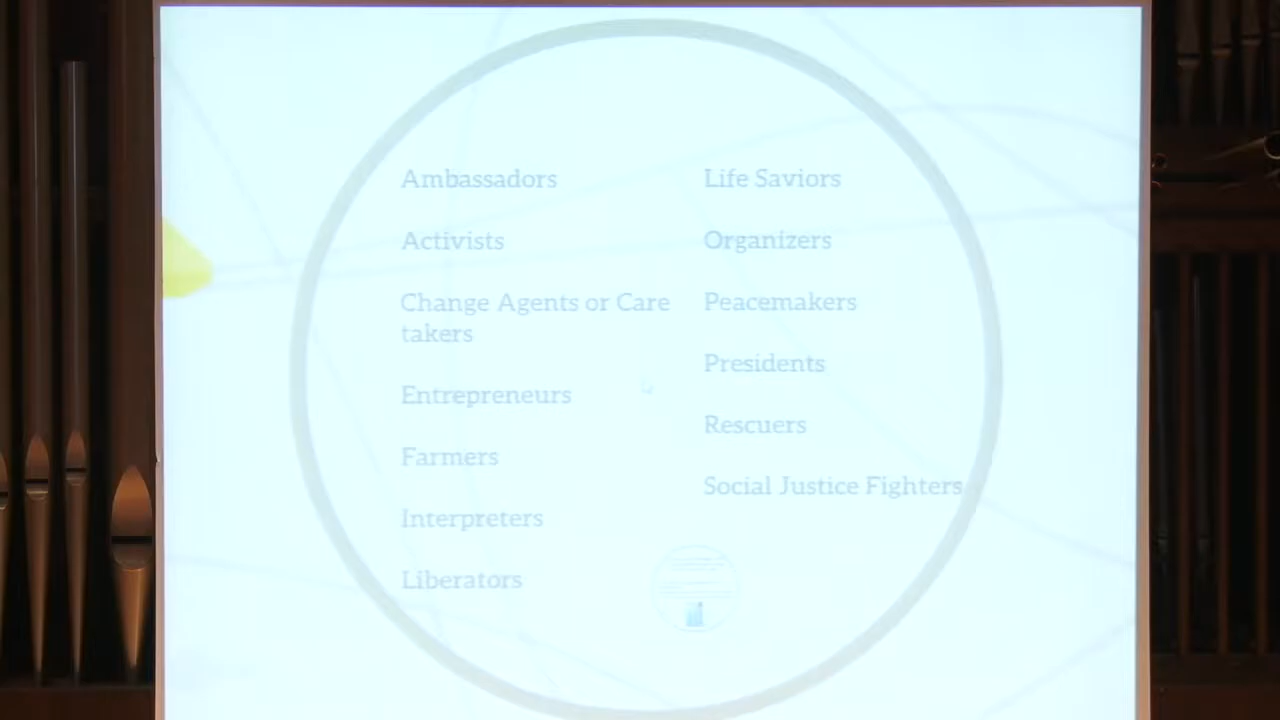 Ambassadors
Activists
Change Agents or Care
takers
Entrepreneurs
Farmers
Interpreters
Liberators
Life Saviors
Organizers
Peacemakers
Presidents
Rescuers
Social Justice Fighters